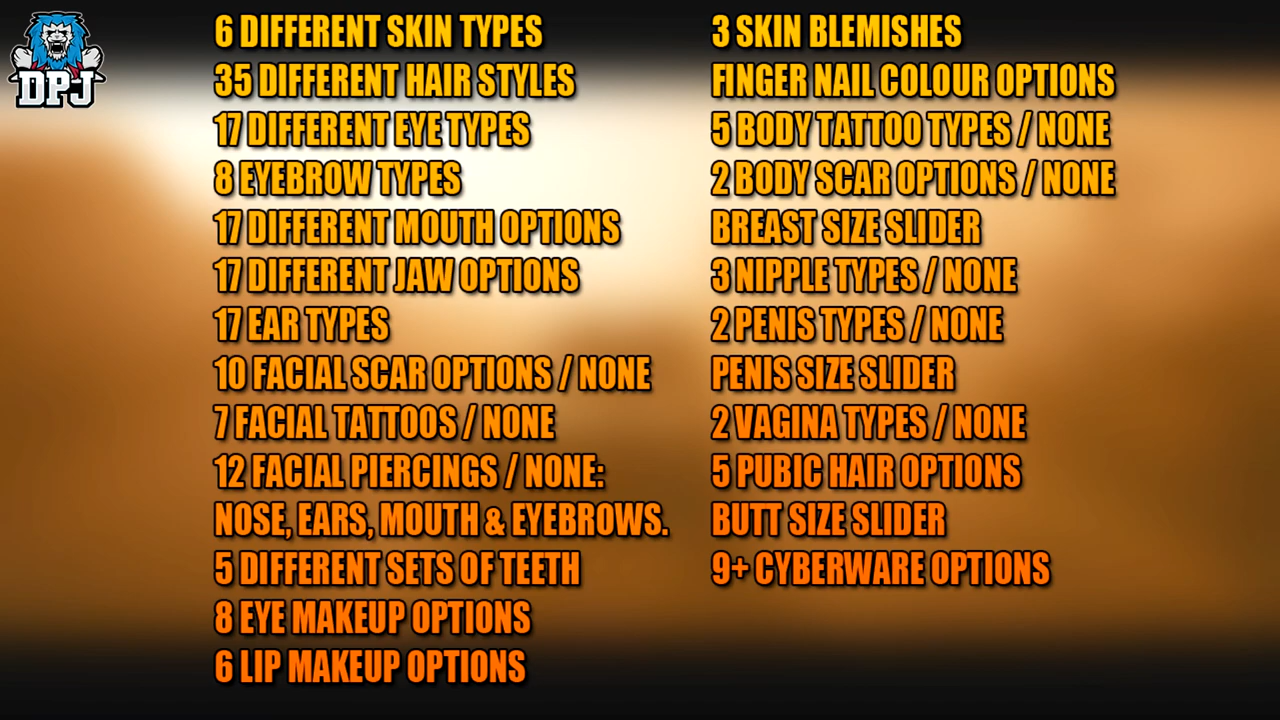 DPJ
6 DIFFERENT SKIN TYPES
35 DIFFERENT HAIR STYLES
17 DIFFERENT EYE TYPES
8 EYEBROW TYPES
17 DIFFERENT MOUTH OPTIONS
17 DIFFERENT JAW OPTIONS
17 EAR TYPES
10 FACIAL SCAR OPTIONS / NONE
7 FACIAL TATTOOS / NONE
12 FACIAL PIERCINGS / NONE:
NOSE, EARS, MOUTH & EYEBROWS.
5 DIFFERENT SETS OF TEETH
8 EYE MAKEUP OPTIONS
6 LIP MAKEUP OPTIONS
3 SKIN BLEMISHES
FINGER NAIL COLOUR OPTIONS
5 BODY TATTOO TYPES / NONE
2 BODY SCAR OPTIONS / NONE
BREAST SIZE SLIDER
3 NIPPLE TYPES / NONE
2 PENIS TYPES / NONE
PENIS SIZE SLIDER
2 VAGINA TYPES / NONE
5 PUBIC HAIR OPTIONS
BUTT SIZE SLIDER
9+ CYBERWARE OPTIONS